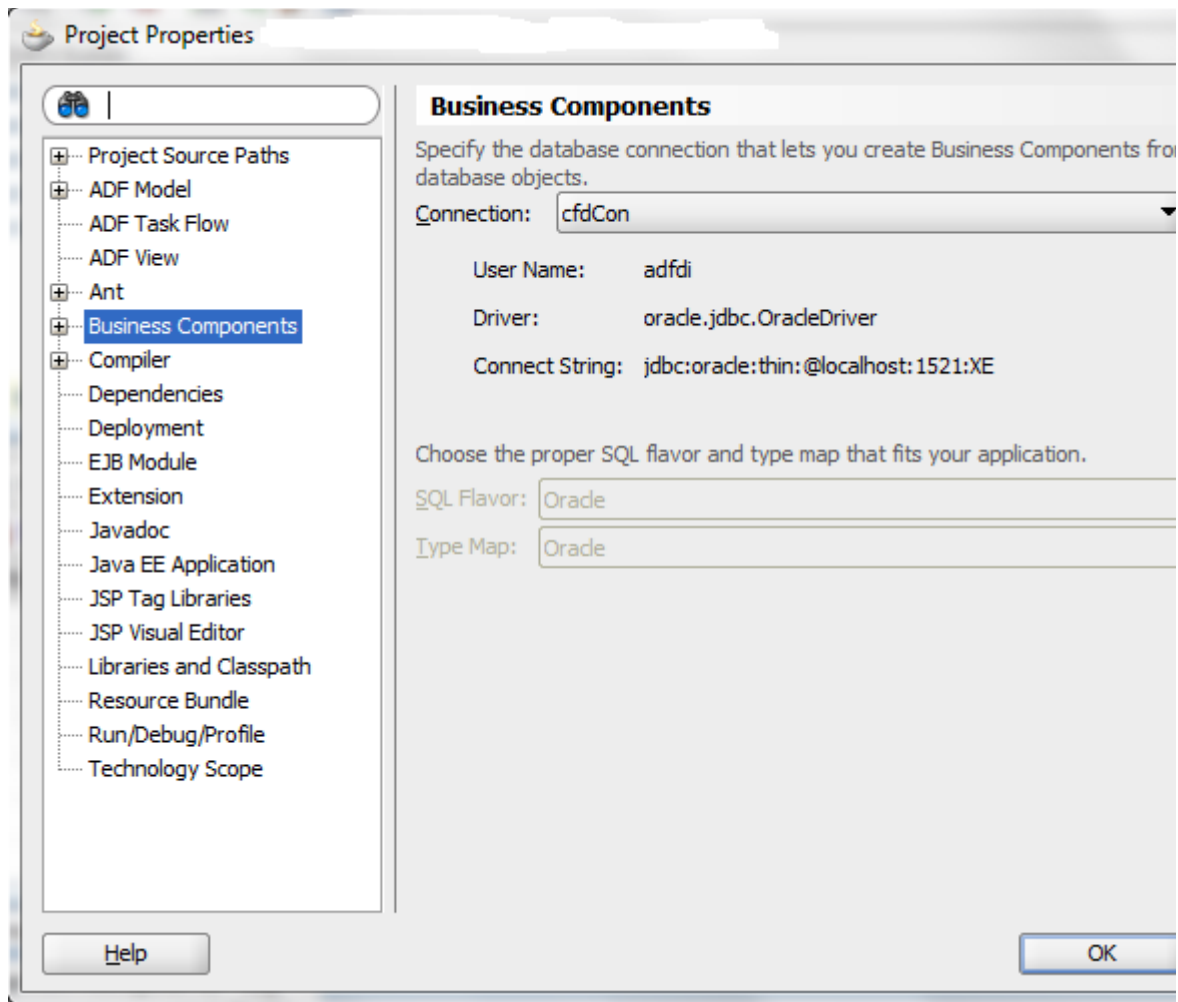 Project Properties
Project Source Paths
ADF Model
ADF Task Flow
ADF View
Ant
Business Components
Compiler
Dependencies
Deployment
EJB Module
Extension
Javadoc
Java EE Application
JSP Tag Libraries
JSP Visual Editor
Libraries and Classpath
Resource Bundle
Run/Debug/Profile
Technology Scope
Business Components
Specify the database connection that lets you create Business Components fro
database objects.
Connection: cfdCon
User Name: adfdi
Driver: oracle.jdbc.OracleDriver
Connect String: jdbc:oracle:thin:@localhost:1521:XE
Choose the proper SQL flavor and type map that fits your application.
SQL Flavor: Oracle
Type Map: Oracle
Help
OK